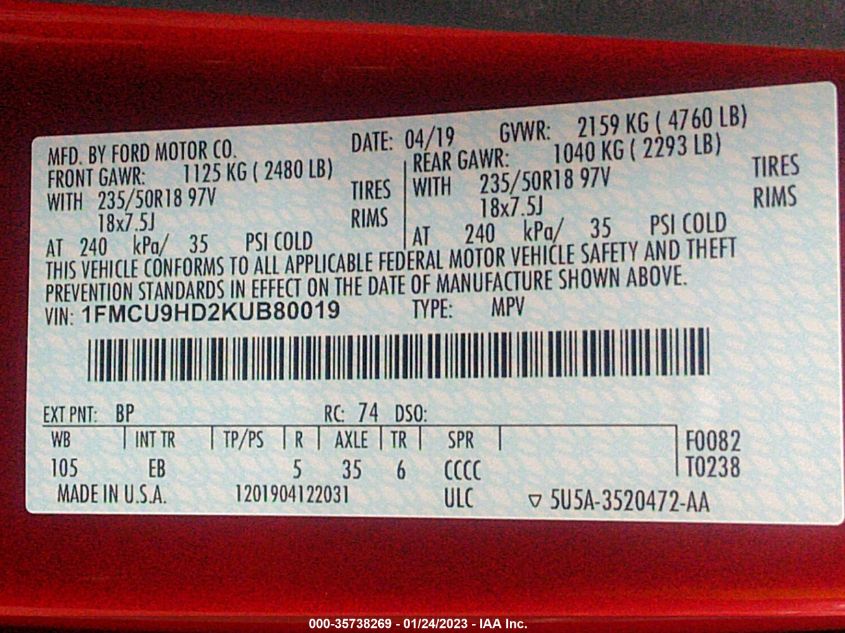 MFD. BY FORD MOTOR CO. DATE: 04/19 GVWR: 2159 KG ( 4760 LB)
FRONT GAWR: 1125 KG ( 2480 LB) REAR GAWR: 1040 KG ( 2293 LB)
WITH 235/50R18 97V TIRES WITH 235/50R18 97V TIRES
18x7.5J RIMS 18x7.5J RIMS
AT 240 kPa/ 35 PSI COLD AT 240 kPa/ 35 PSI COLD
THIS VEHICLE CONFORMS TO ALL APPLICABLE FEDERAL MOTOR VEHICLE SAFETY AND THEFT
PREVENTION STANDARDS IN EFFECT ON THE DATE OF MANUFACTURE SHOWN ABOVE.
VIN: 1FMCU9HD2KUB80019 TYPE: MPV
EXT PNT: BP RC: 74 DSO:
WB INT TR TP/PS R AXLE TR SPR F0082
105 EB 5 35 6 CCCC T0238
MADE IN U.S.A. 1201904122031 ULC ▽ 5U5A-3520472-AA
000-35738269 - 01/24/2023 - IAA Inc.